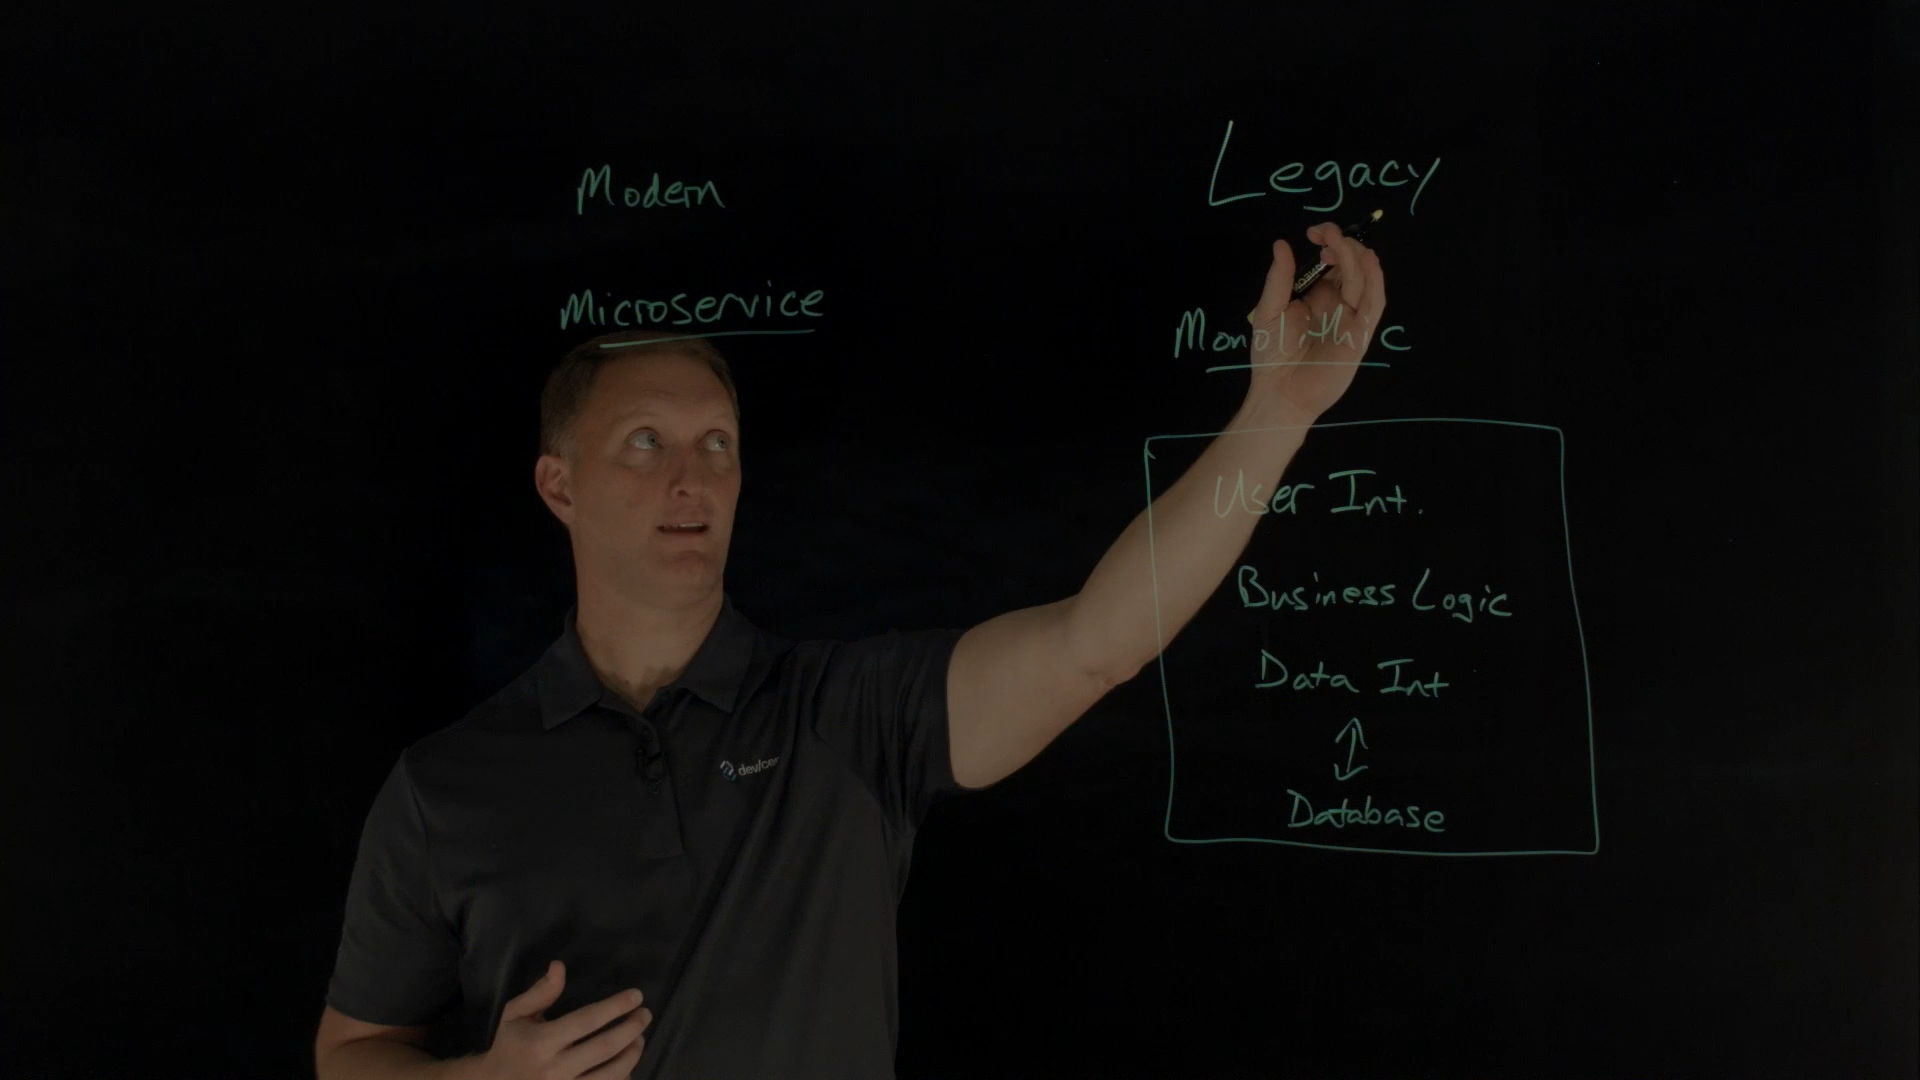 Modern
Microservice
Legacy
Monolithic
User Int.
Business Logic
Data Int
Database